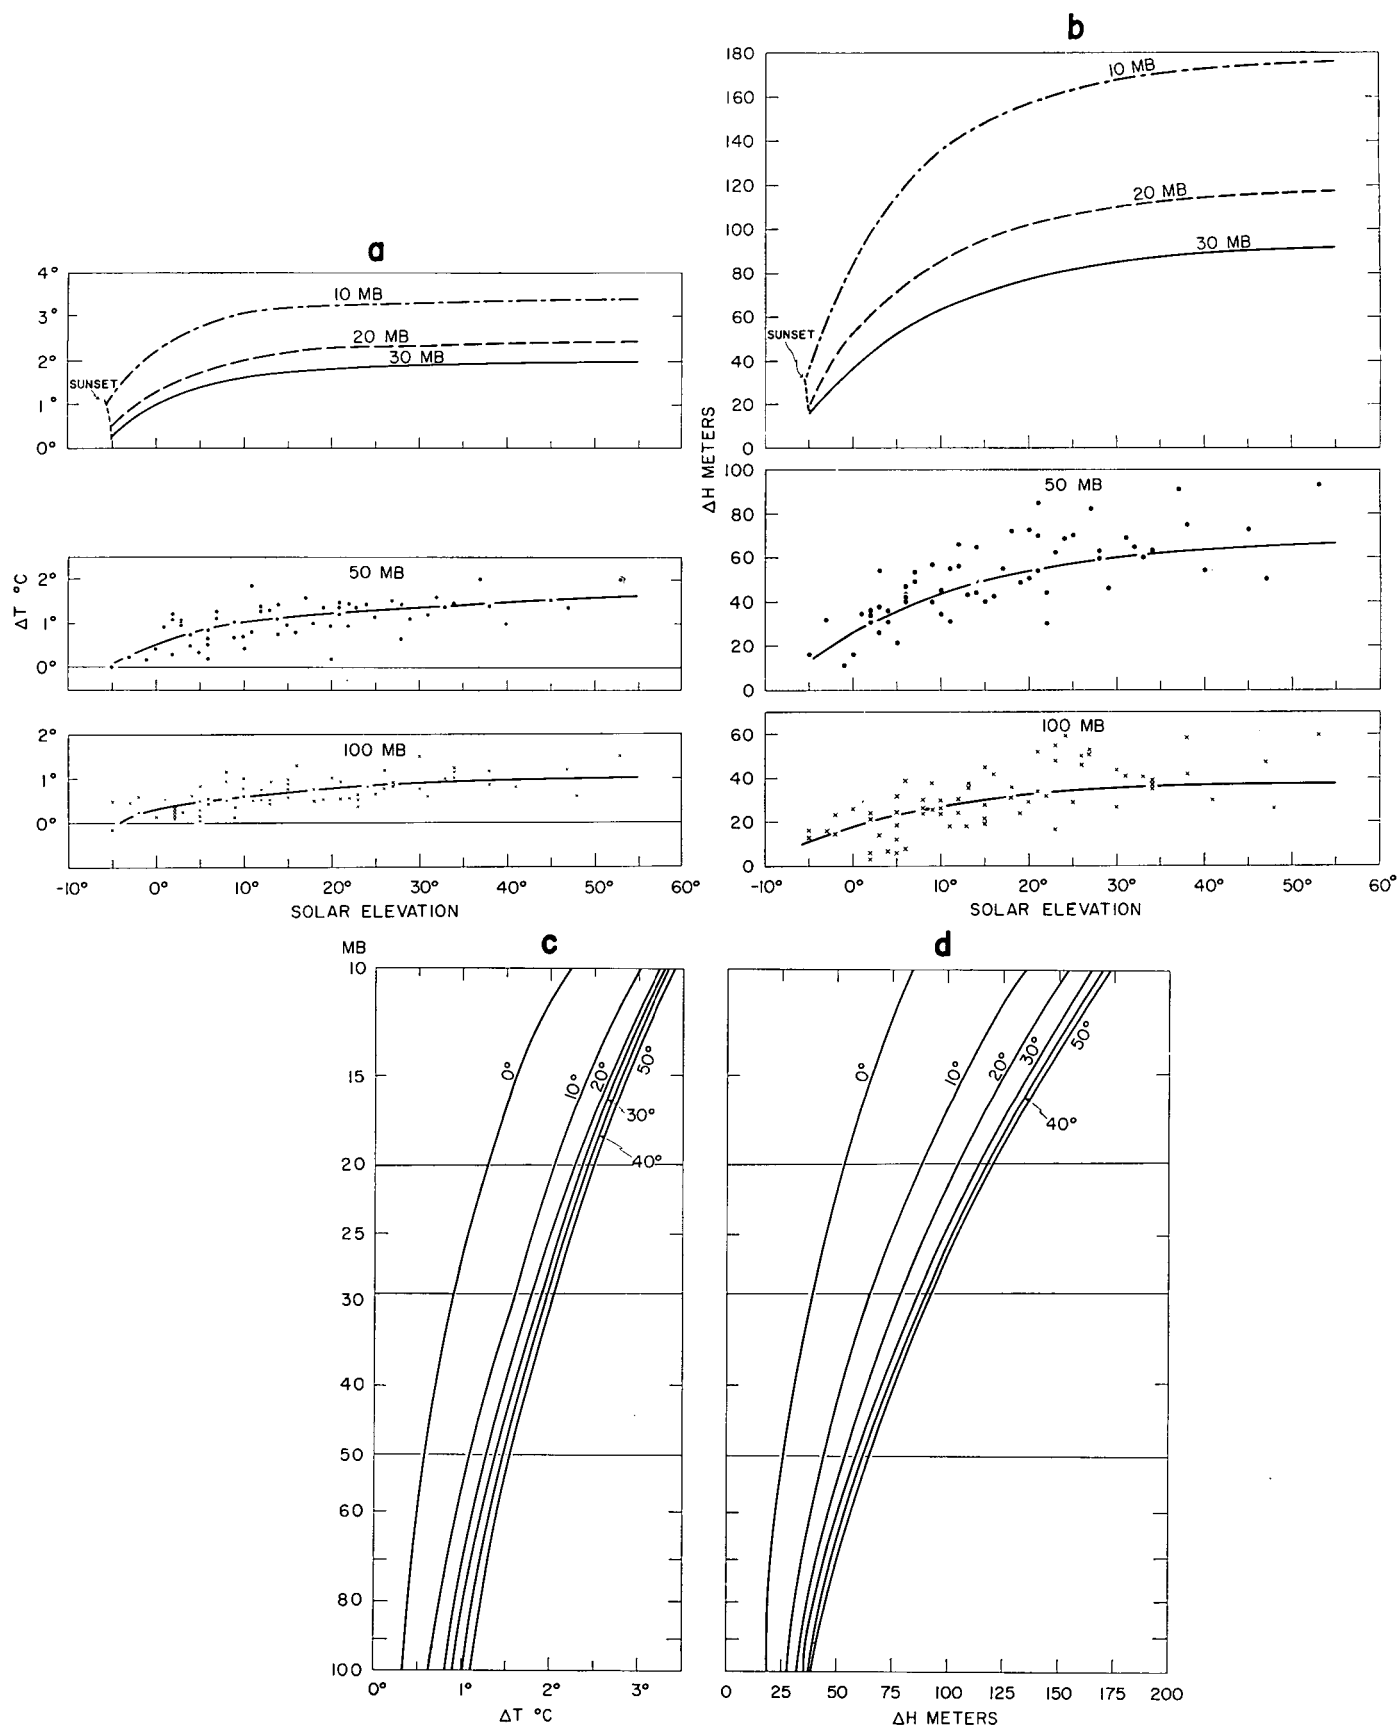 b
180
160
140
120
100
80
60
40
20
0
10 MB
20 MB
30 MB
SUNSET
a
4°
3°
2°
1°
0°
10 MB
20 MB
30 MB
SUNSET
ΔH METERS
100
80
60
40
20
0
50 MB
ΔT °C
2°
1°
0°
50 MB
2°
1°
0°
100 MB
-10° 0° 10° 20° 30° 40° 50° 60°
SOLAR ELEVATION
60
40
20
0
100 MB
-10° 0° 10° 20° 30° 40° 50° 60°
SOLAR ELEVATION
c
MB
10
15
20
25
30
40
50
60
80
100
0°
10°
20°
50°
30°
40°
0° 1° 2° 3°
ΔT °C
d
0°
10°
20°
30°
50°
40°
0 25 50 75 100 125 150 175 200
ΔH METERS